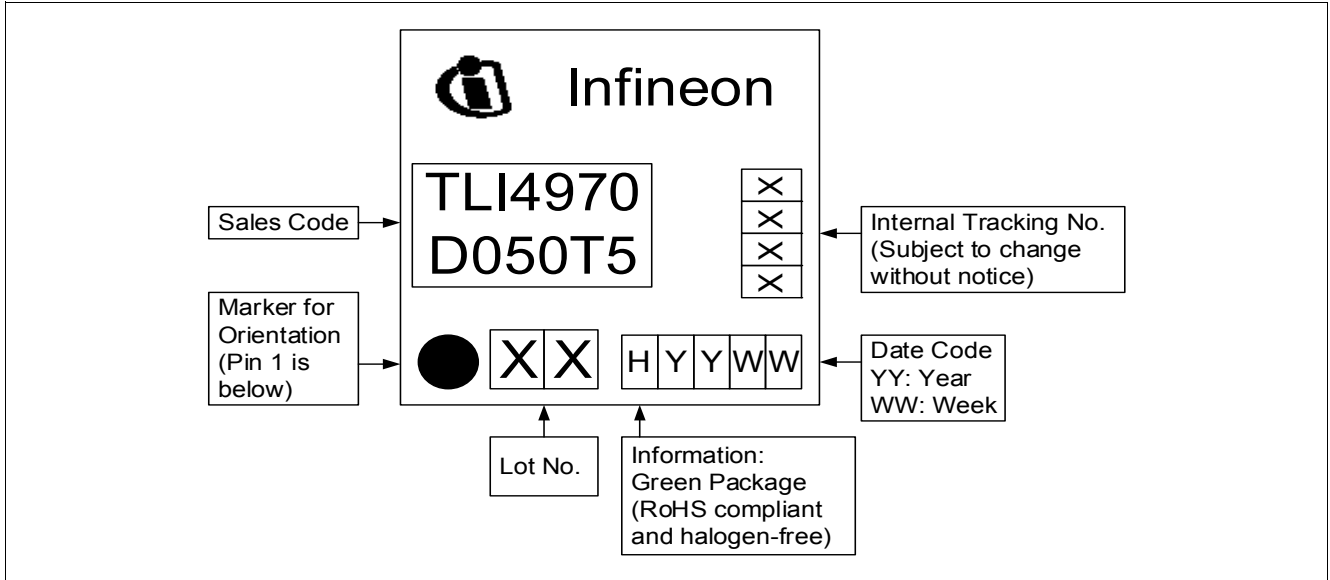 Infineon
TLI4970
D050T5
X
X
X
X
Sales Code
Internal Tracking No.
(Subject to change
without notice)
Marker for
Orientation
(Pin 1 is
below)
X X
H Y Y W W
Date Code
YY: Year
WW: Week
Lot No.
Information:
Green Package
(RoHS compliant
and halogen-free)